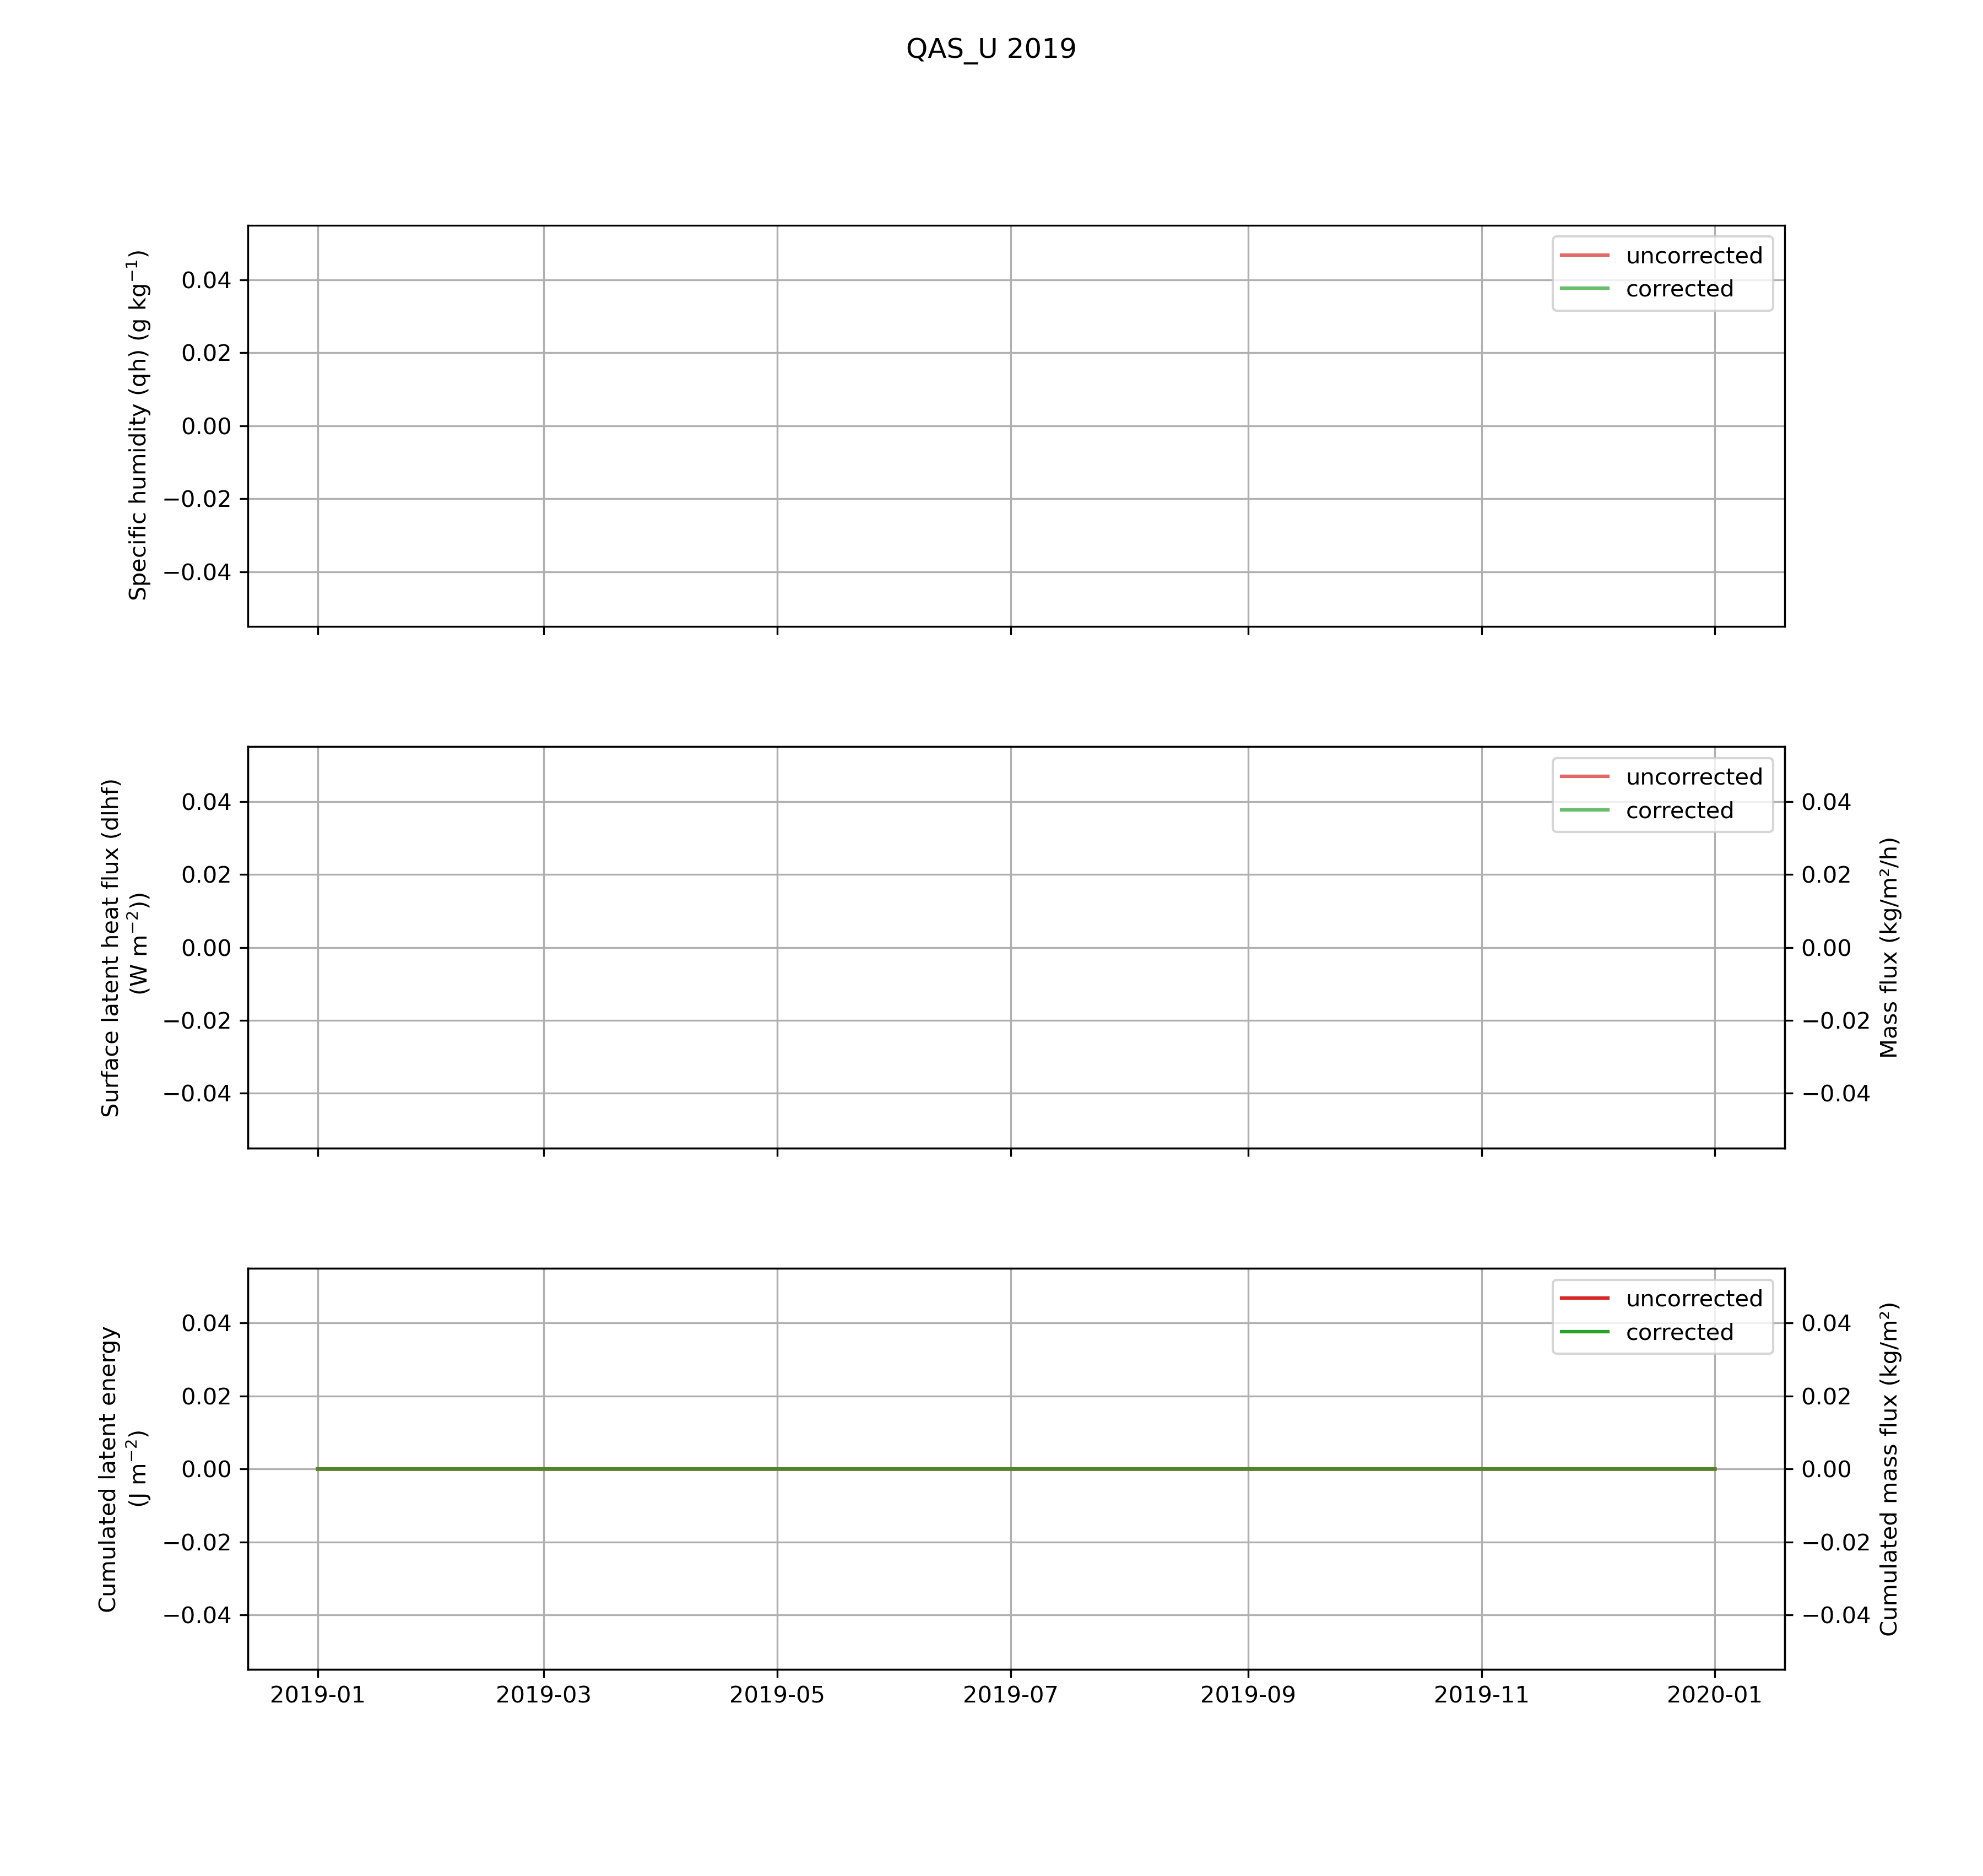 QAS_U 2019
Specific humidity (qh) (g kg⁻¹)
0.04
0.02
0.00
−0.02
−0.04
uncorrected
corrected
Surface latent heat flux (dlhf)
(W m⁻²))
0.04
0.02
0.00
−0.02
−0.04
uncorrected
corrected
0.04
0.02
0.00
−0.02
−0.04
Mass flux (kg/m²/h)
Cumulated latent energy
(J m⁻²)
0.04
0.02
0.00
−0.02
−0.04
uncorrected
corrected
0.04
0.02
0.00
−0.02
−0.04
Cumulated mass flux (kg/m²)
2019-01
2019-03
2019-05
2019-07
2019-09
2019-11
2020-01